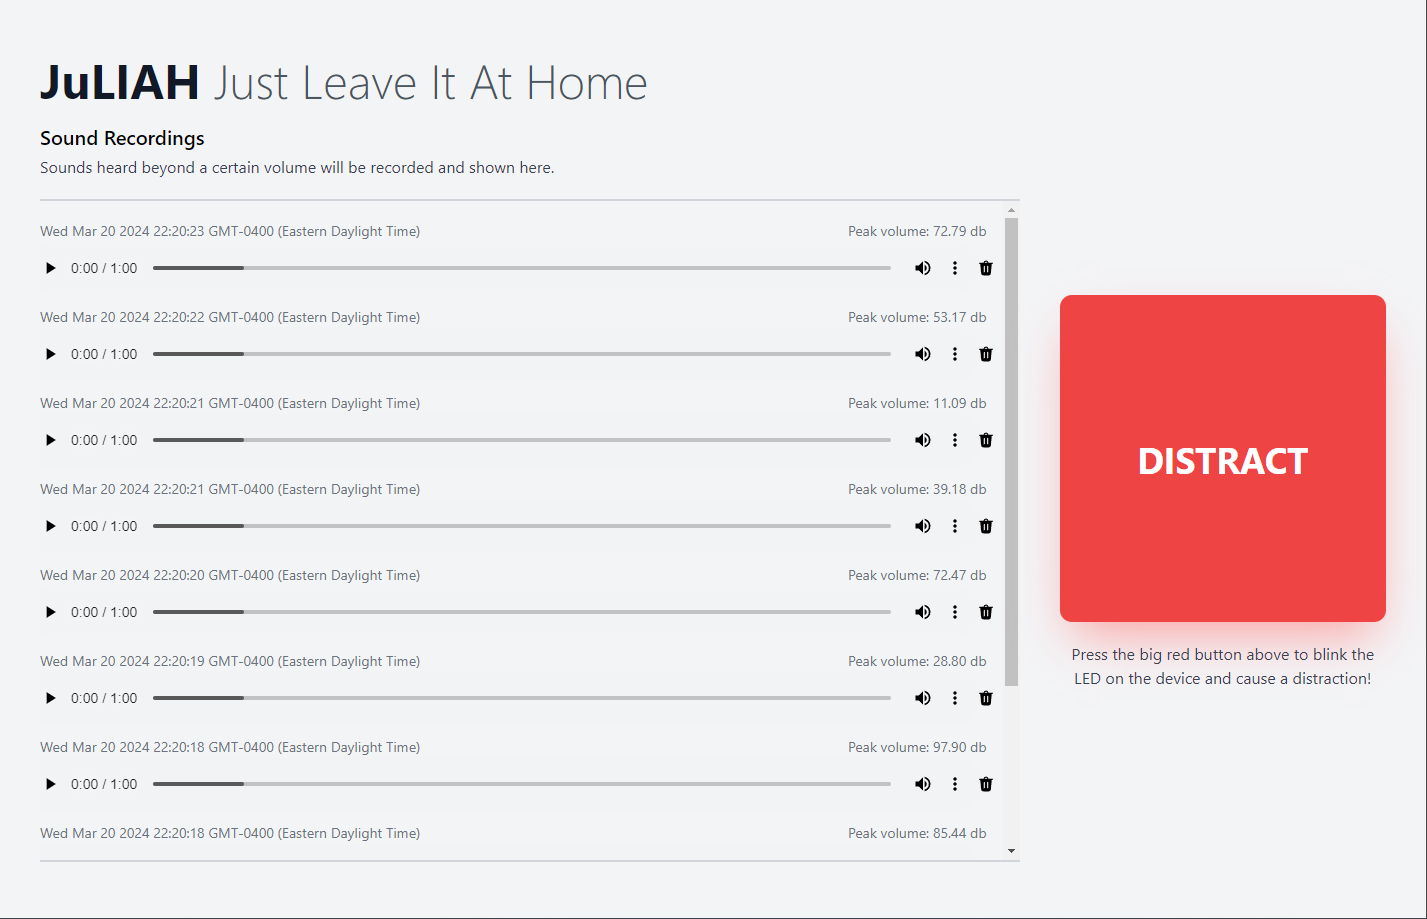 JuLIAH Just Leave It At Home
Sound Recordings
Sounds heard beyond a certain volume will be recorded and shown here.
Wed Mar 20 2024 22:20:23 GMT-0400 (Eastern Daylight Time) Peak volume: 72.79 db
0:00 / 1:00
Wed Mar 20 2024 22:20:22 GMT-0400 (Eastern Daylight Time) Peak volume: 53.17 db
0:00 / 1:00
Wed Mar 20 2024 22:20:21 GMT-0400 (Eastern Daylight Time) Peak volume: 11.09 db
0:00 / 1:00
Wed Mar 20 2024 22:20:21 GMT-0400 (Eastern Daylight Time) Peak volume: 39.18 db
0:00 / 1:00
Wed Mar 20 2024 22:20:20 GMT-0400 (Eastern Daylight Time) Peak volume: 72.47 db
0:00 / 1:00
Wed Mar 20 2024 22:20:19 GMT-0400 (Eastern Daylight Time) Peak volume: 28.80 db
0:00 / 1:00
Wed Mar 20 2024 22:20:18 GMT-0400 (Eastern Daylight Time) Peak volume: 97.90 db
0:00 / 1:00
Wed Mar 20 2024 22:20:18 GMT-0400 (Eastern Daylight Time) Peak volume: 85.44 db
DISTRACT
Press the big red button above to blink the
LED on the device and cause a distraction!